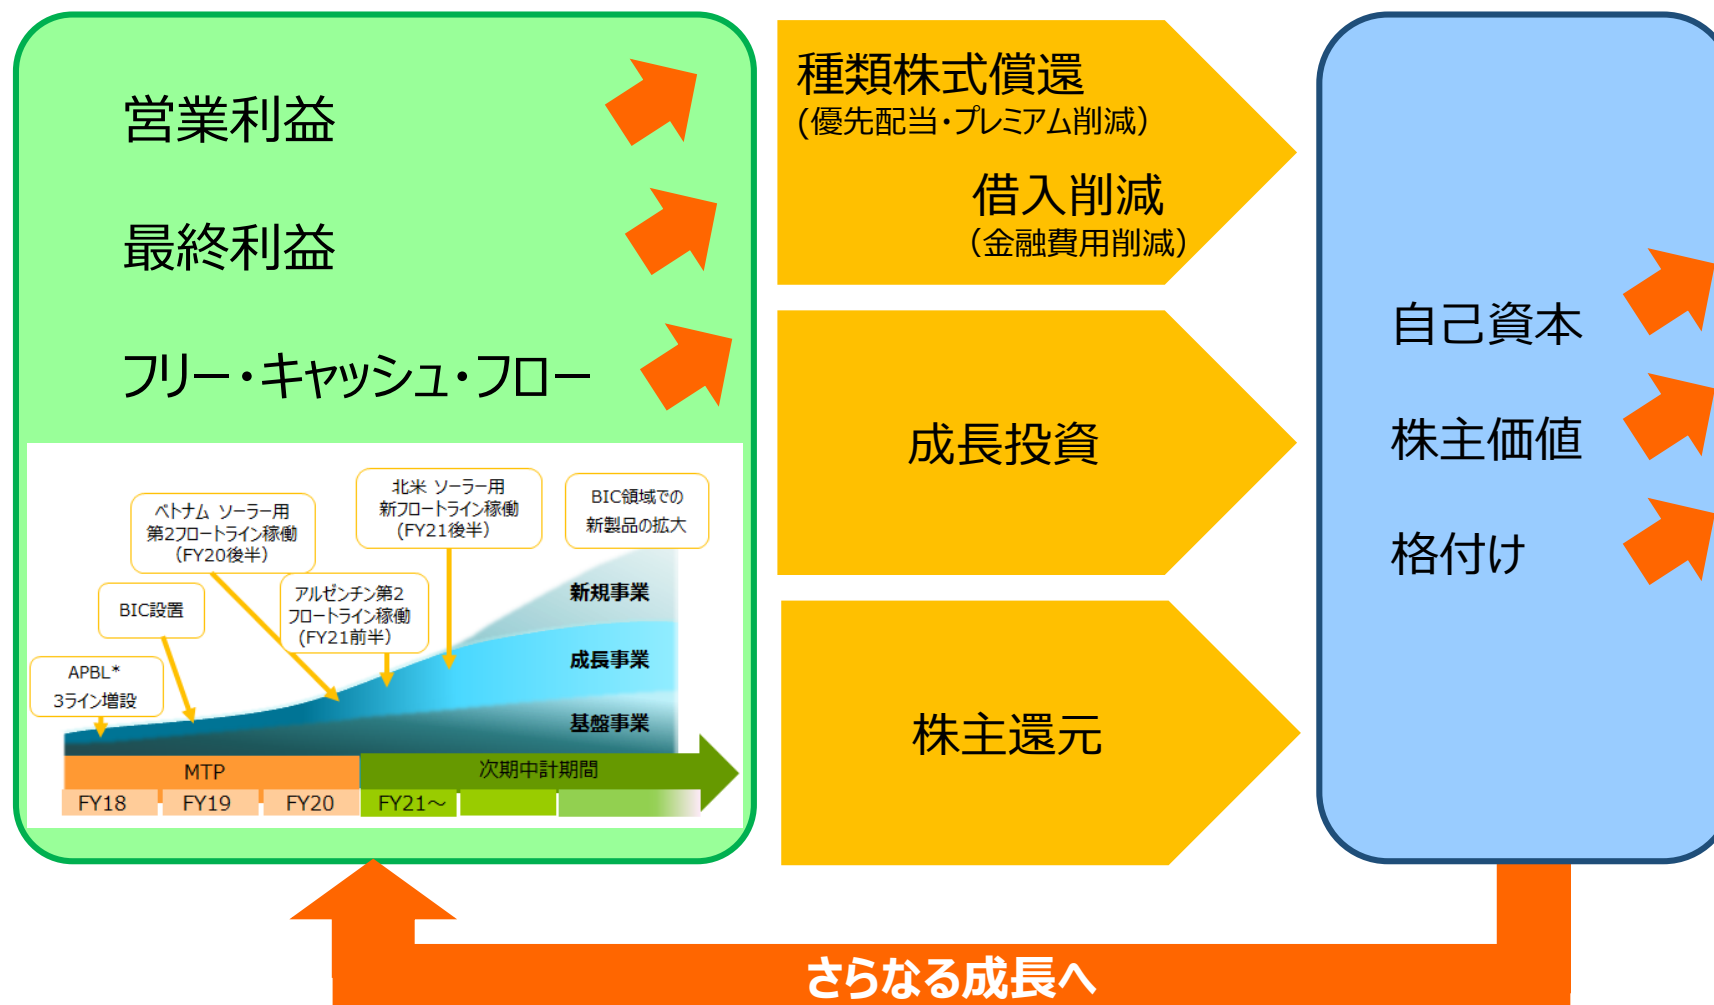 営業利益
最終利益
フリー・キャッシュ・フロー
北米 ソーラー用
新フロートライン稼働
(FY21後半)
BIC領域での
新製品の拡大
ベトナム ソーラー用
第2フロートライン稼働
(FY20後半)
アルゼンチン第2
フロートライン稼働
(FY21前半)
BIC設置
APBL*
3ライン増設
新規事業
成長事業
基盤事業
MTP
次期中計期間
FY18
FY19
FY20
FY21～
種類株式償還
(優先配当・プレミアム削減)
借入削減
(金融費用削減)
成長投資
株主還元
自己資本
株主価値
格付け
さらなる成長へ